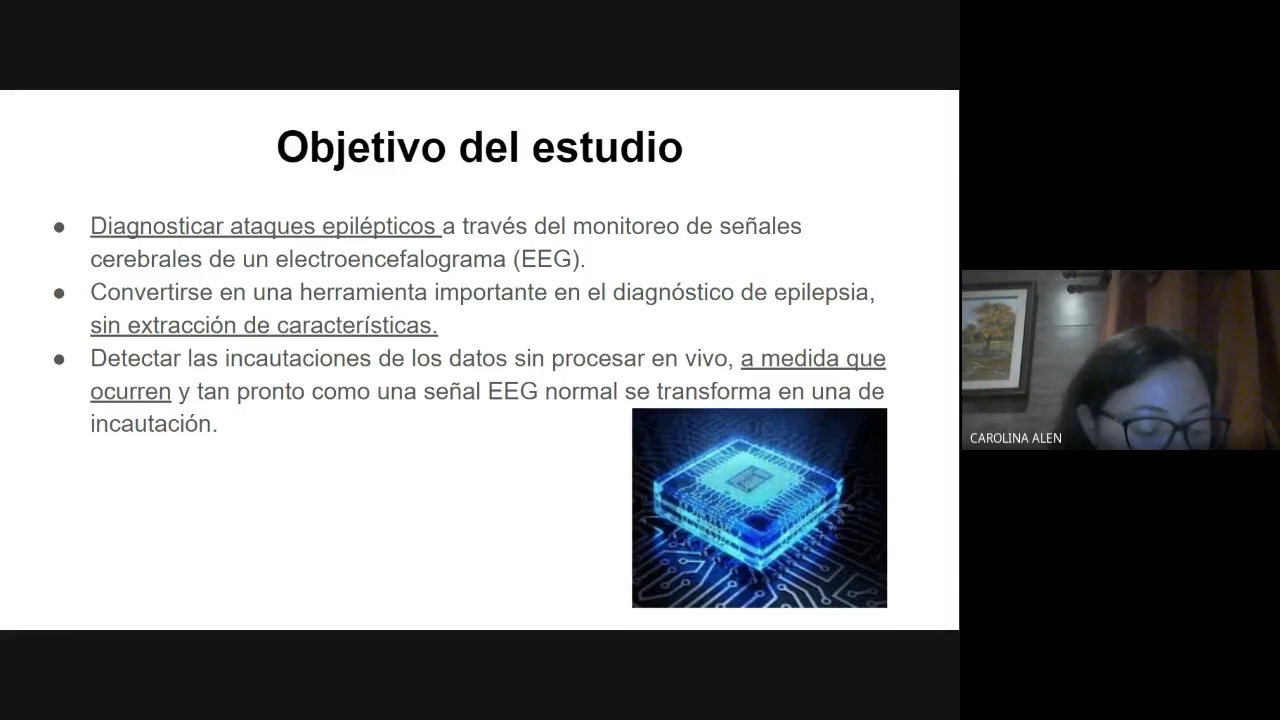 Objetivo del estudio
● Diagnosticar ataques epilépticos a través del monitoreo de señales
cerebrales de un electroencefalograma (EEG).
● Convertirse en una herramienta importante en el diagnóstico de epilepsia,
sin extracción de características.
● Detectar las incautaciones de los datos sin procesar en vivo, a medida que
ocurren y tan pronto como una señal EEG normal se transforma en una de
incautación.
CAROLINA ALEN